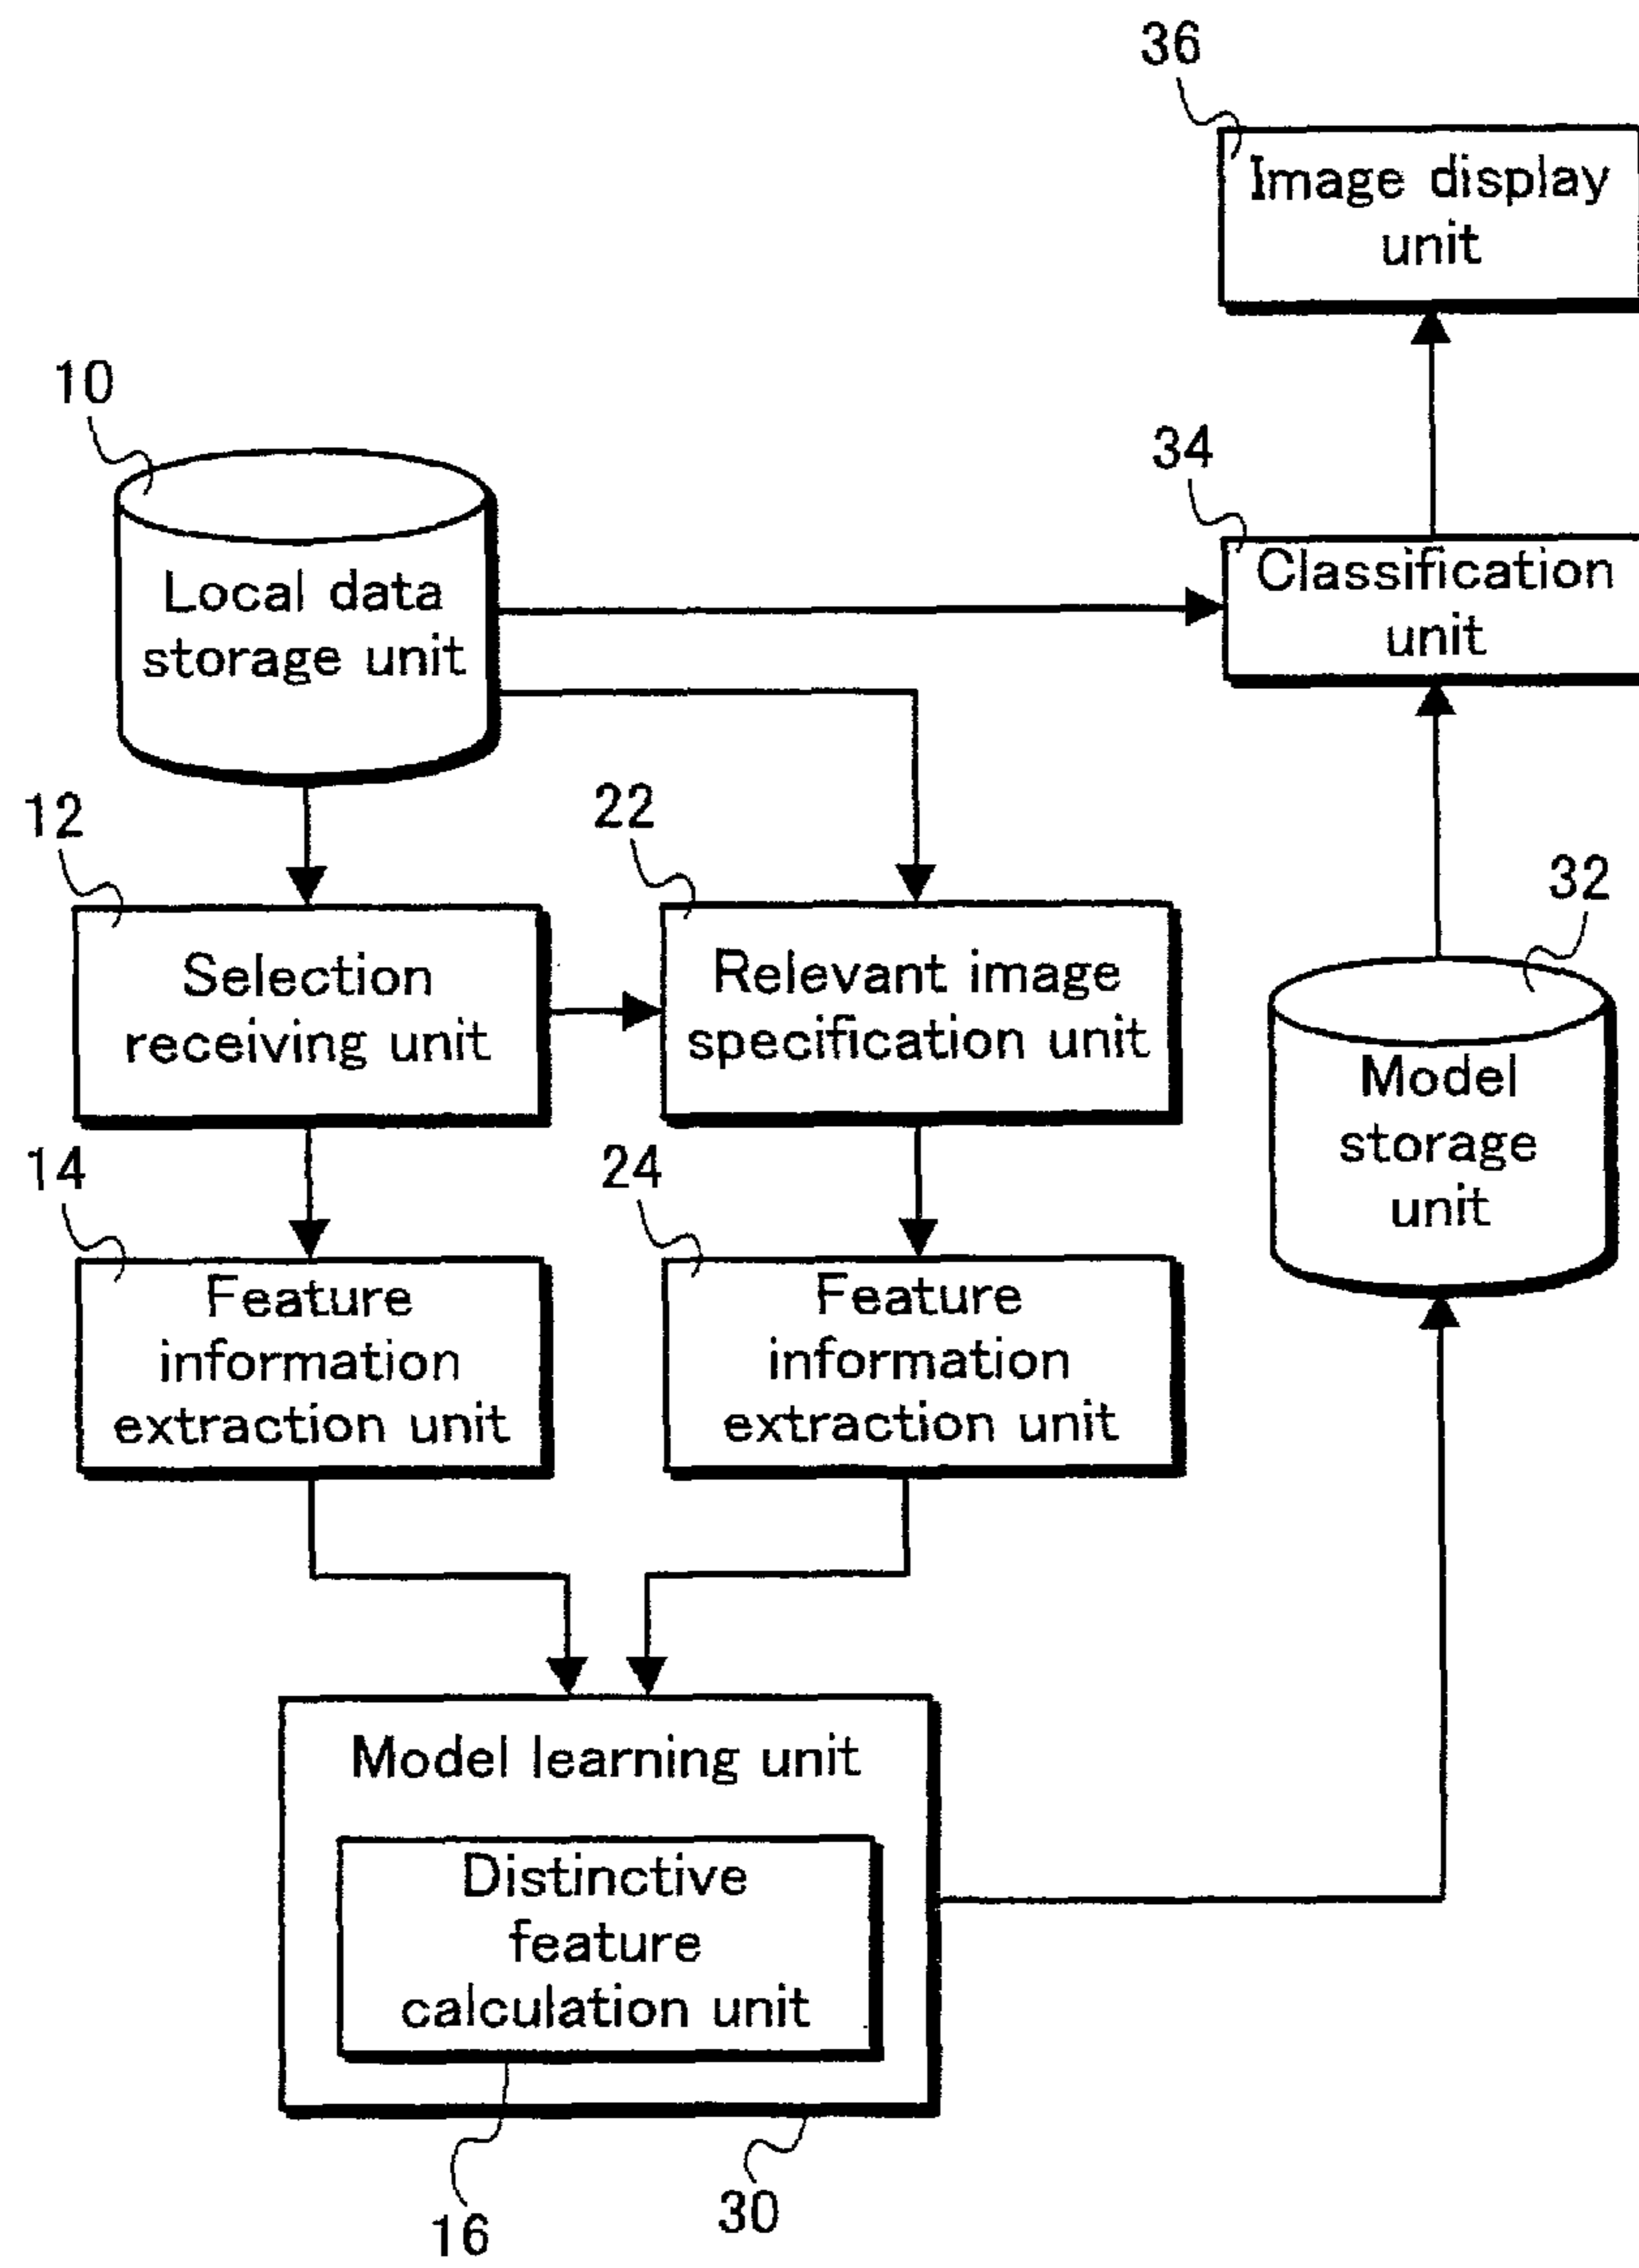 36
Image display
unit
10
34
Local data
storage unit
Classification
unit
12
22
32
Selection
receiving unit
Relevant image
specification unit
Model
storage
unit
14
24
Feature
information
extraction unit
Feature
information
extraction unit
Model learning unit
Distinctive
feature
calculation unit
16
30